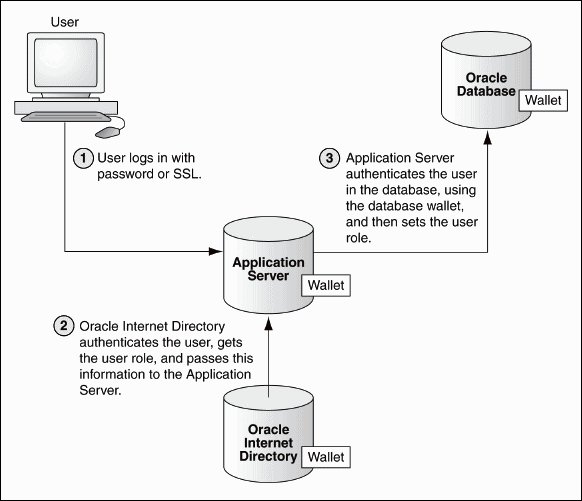 User
Oracle
Database
Wallet
1 User logs in with
password or SSL.
3 Application Server
authenticates the user
in the database, using
the database wallet,
and then sets the user
role.
Application
Server
Wallet
2 Oracle Internet Directory
authenticates the user, gets
the user role, and passes this
information to the Application
Server.
Oracle
Internet
Directory
Wallet